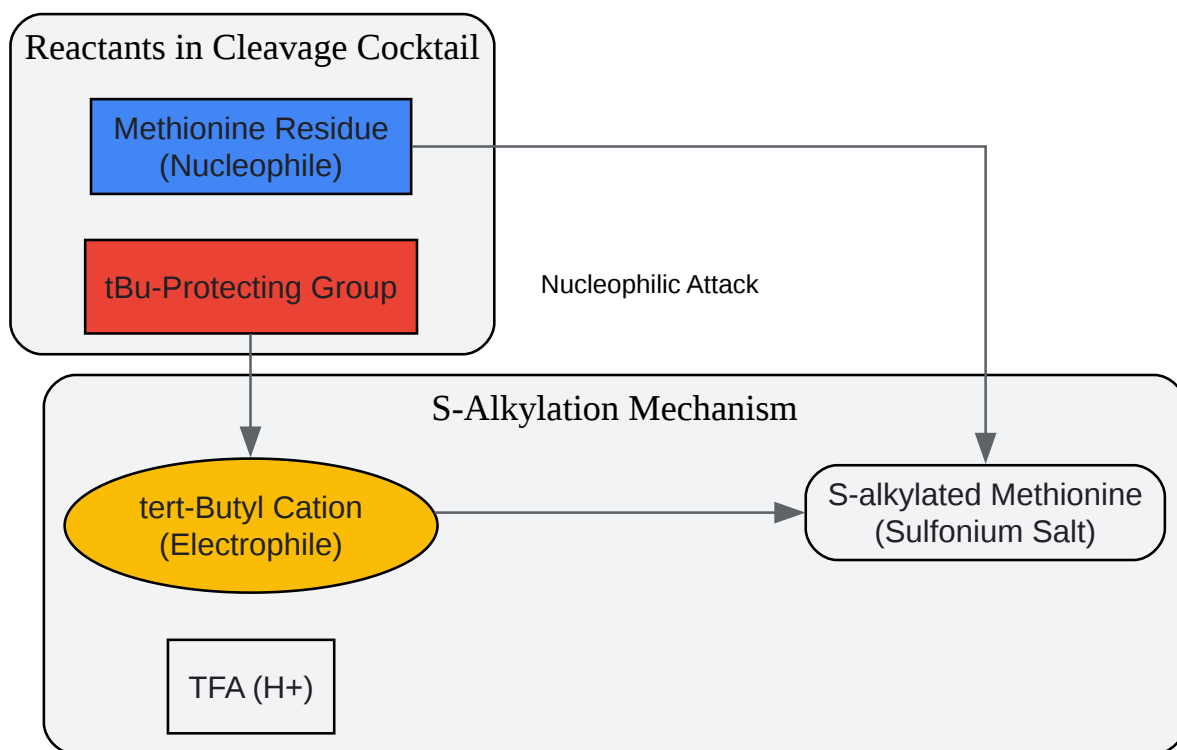 Reactants in Cleavage Cocktail
Methionine Residue
(Nucleophile)
tBu-Protecting Group
Nucleophilic Attack
S-Alkylation Mechanism
tert-Butyl Cation
(Electrophile)
S-alkylated Methionine
(Sulfonium Salt)
TFA (H+)